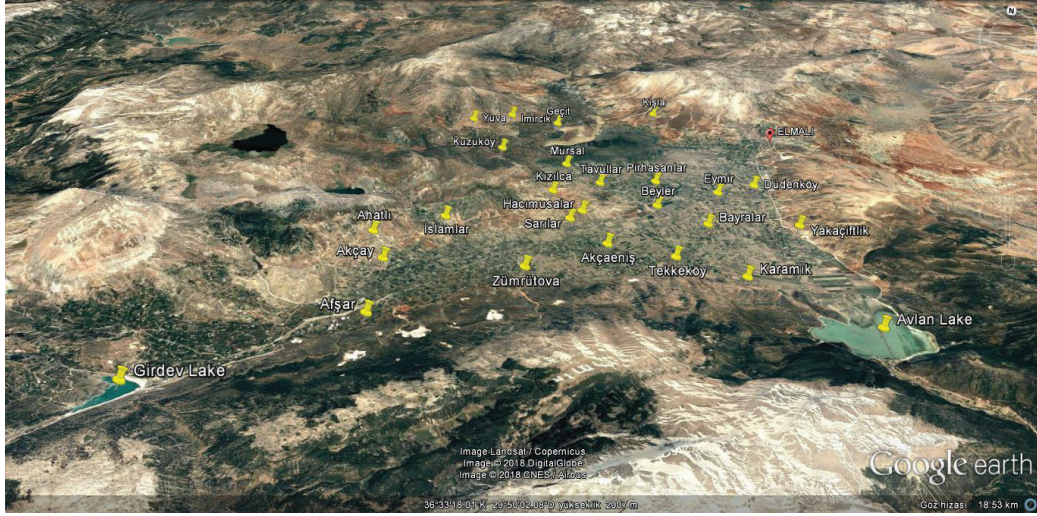 N
Kışla
Geçit
Yuva
İmircik
ELMALI
Kuzuköy
Mursal
Tavullar
Pirhasanlar
Kızılca
Eymir
Düdenköy
Beyler
Hacımusalar
Ahatlı
İslamlar
Sarılar
Bayralar
Yakaçiftlik
Akçay
Akçaeniş
Tekkeköy
Karamık
Zümrütova
Afşar
Avlan Lake
Girdev Lake
Image Landsat / Copernicus
Image © 2018 DigitalGlobe
Image © 2018 CNES / Airbus
Google earth
36°33'18.01"K 29°50'02.08"D yükseklik 2007 m
Göz hizası 18.53 km